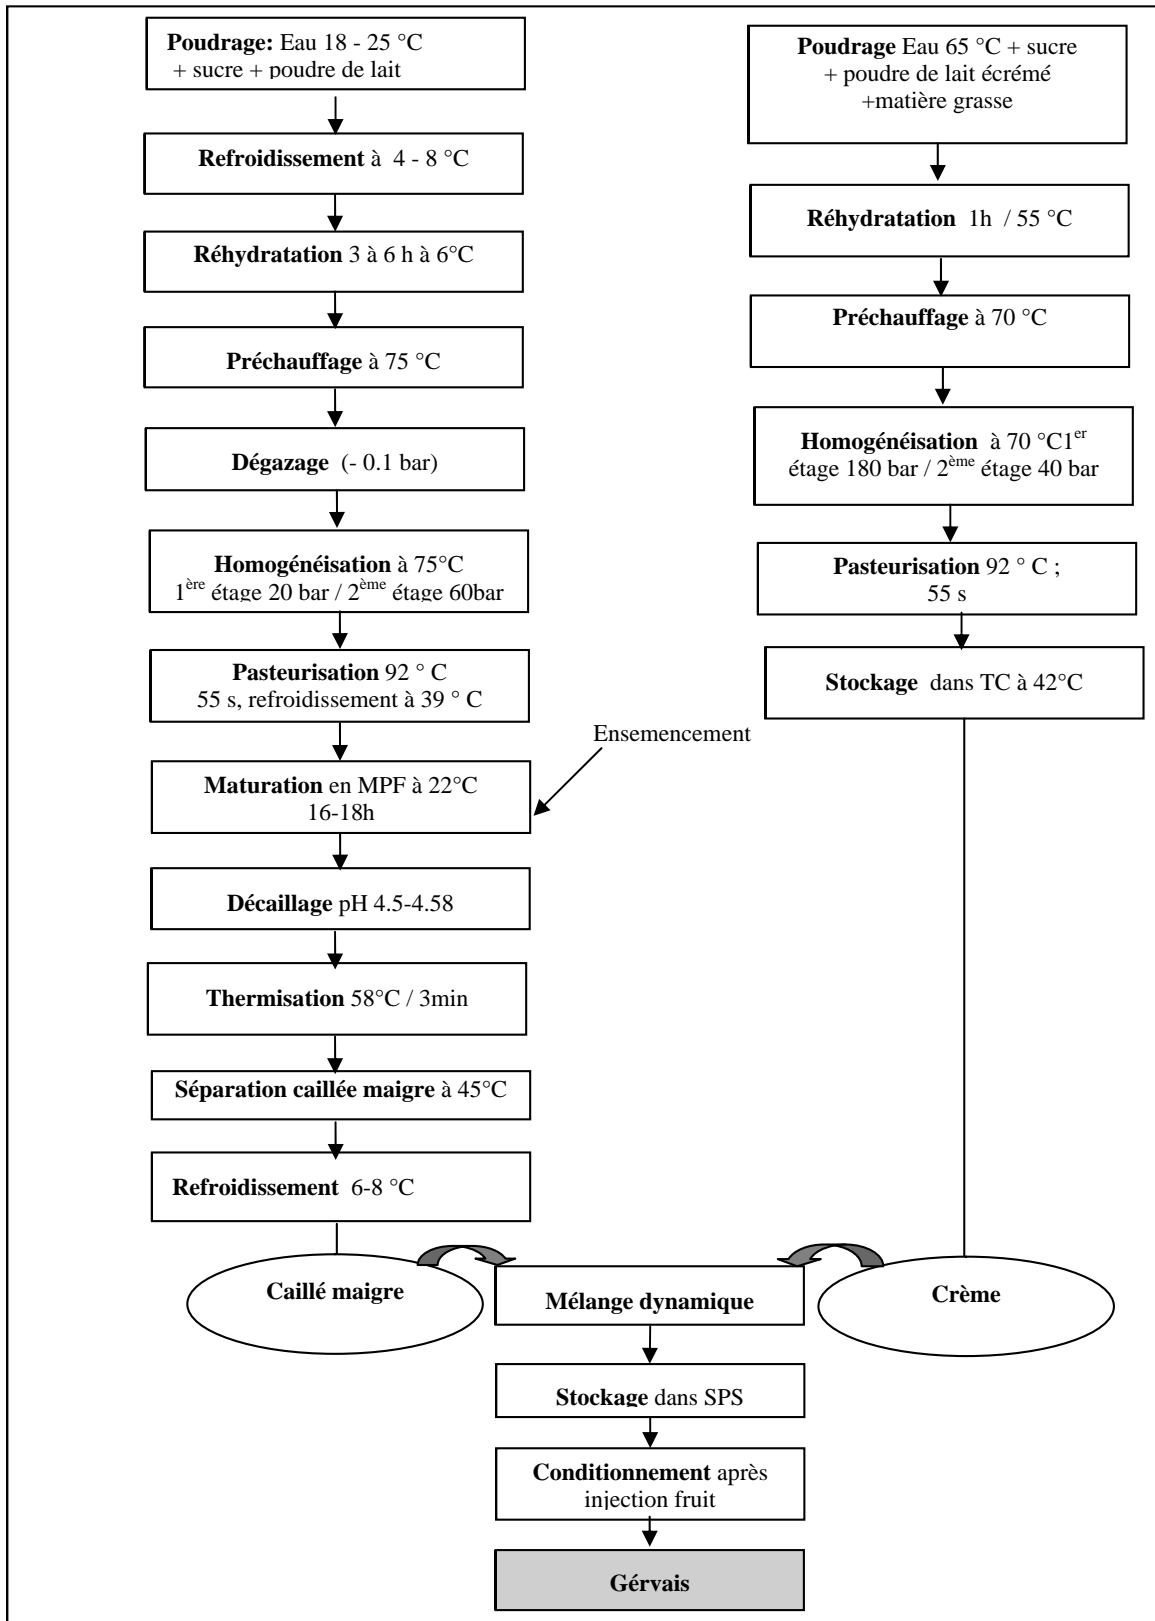 Poudrage: Eau 18 - 25 °C
+ sucre + poudre de lait
Refroidissement à 4 - 8 °C
Réhydratation 3 à 6 h à 6°C
Préchauffage à 75 °C
Dégazage (- 0.1 bar)
Homogénéisation à 75°C
1ère étage 20 bar / 2ème étage 60bar
Pasteurisation 92 ° C
55 s, refroidissement à 39 ° C
Ensemencement
Maturation en MPF à 22°C
16-18h
Décaillage pH 4.5-4.58
Thermisation 58°C / 3min
Séparation caillée maigre à 45°C
Refroidissement 6-8 °C
Caillé maigre
Poudrage Eau 65 °C + sucre
+ poudre de lait écrémé
+matière grasse
Réhydratation 1h / 55 °C
Préchauffage à 70 °C
Homogénéisation à 70 °C1er
étage 180 bar / 2ème étage 40 bar
Pasteurisation 92 ° C ;
55 s
Stockage dans TC à 42°C
Crème
Mélange dynamique
Stockage dans SPS
Conditionnement après
injection fruit
Gérvais